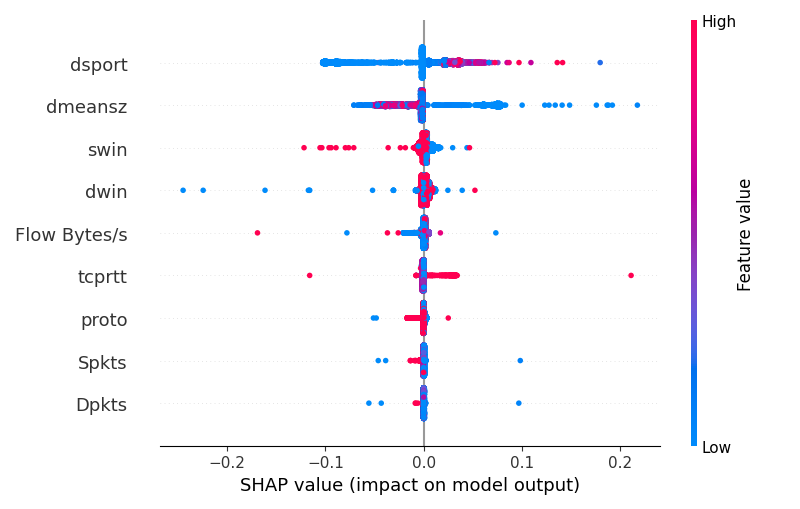 High
dsport
dmeansz
swin
dwin
Flow Bytes/s
tcprtt
proto
Spkts
Dpkts
Feature value
Low
−0.2 −0.1 0.0 0.1 0.2
SHAP value (impact on model output)